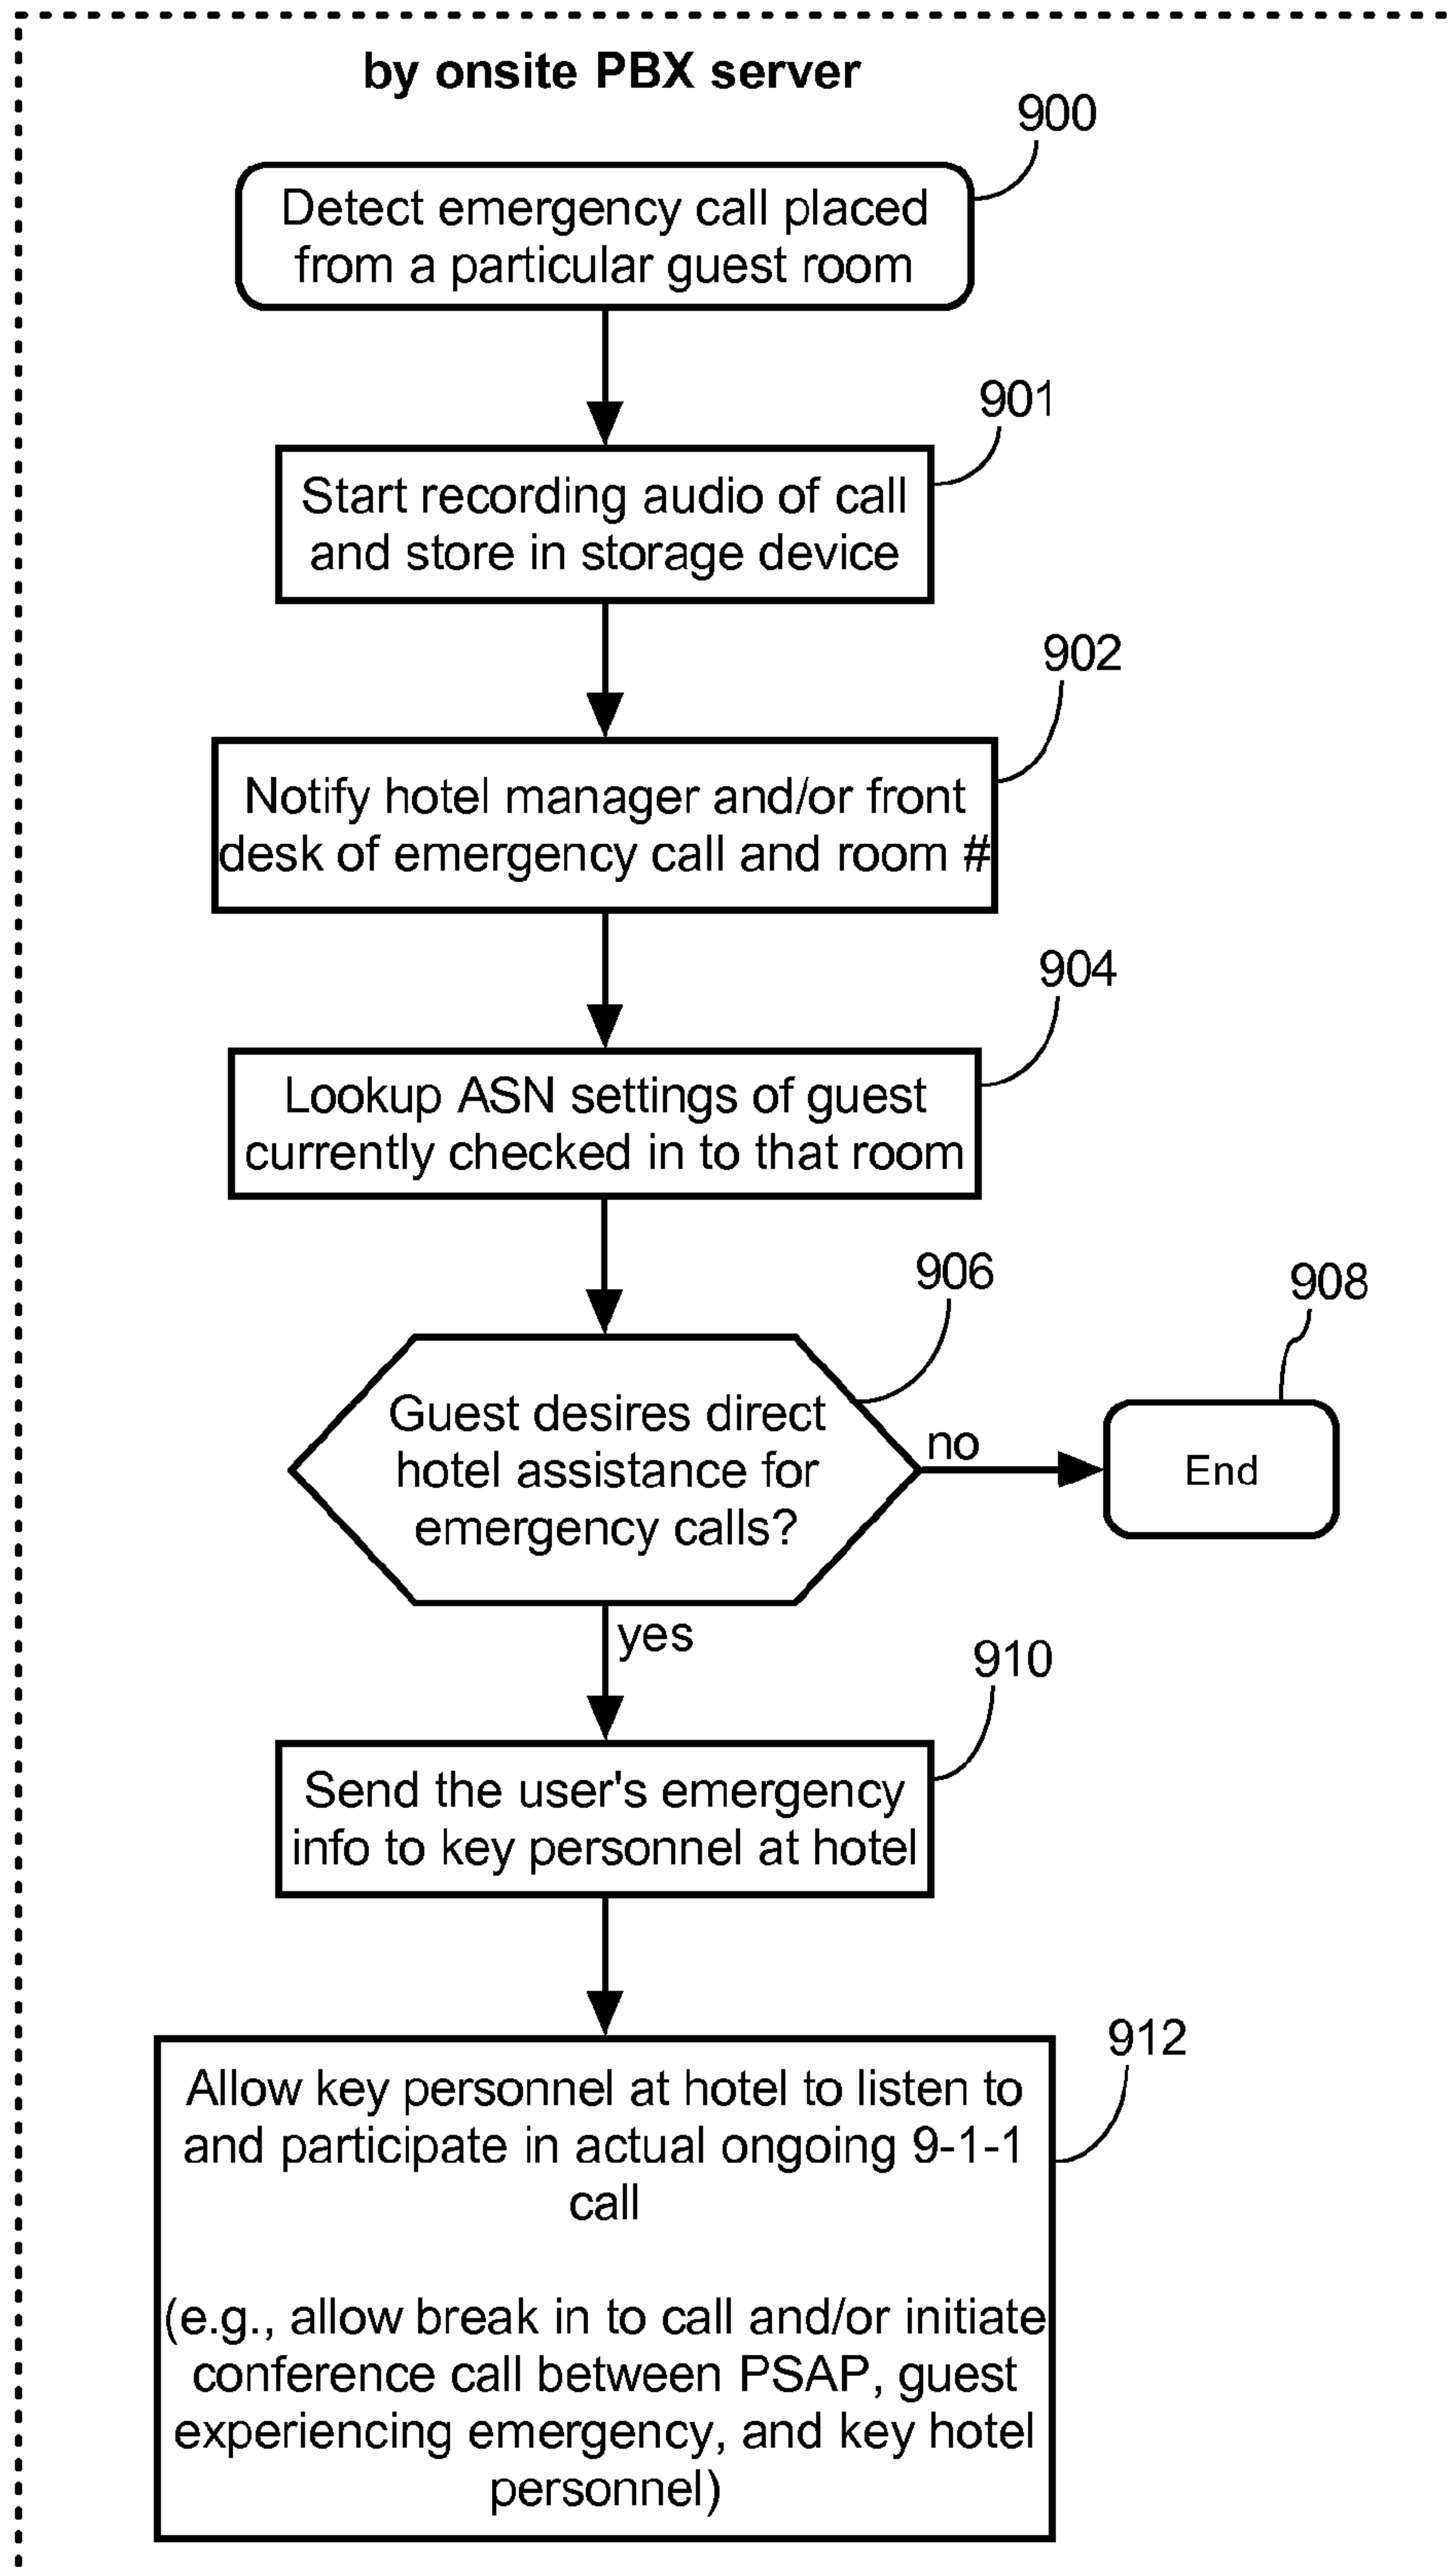 by onsite PBX server
900
Detect emergency call placed
from a particular guest room
901
Start recording audio of call
and store in storage device
902
Notify hotel manager and/or front
desk of emergency call and room #
904
Lookup ASN settings of guest
currently checked in to that room
906
908
Guest desires direct
hotel assistance for
emergency calls?
no
End
yes
910
Send the user's emergency
info to key personnel at hotel
912
Allow key personnel at hotel to listen to
and participate in actual ongoing 9-1-1
call
(e.g., allow break in to call and/or initiate
conference call between PSAP, guest
experiencing emergency, and key hotel
personnel)